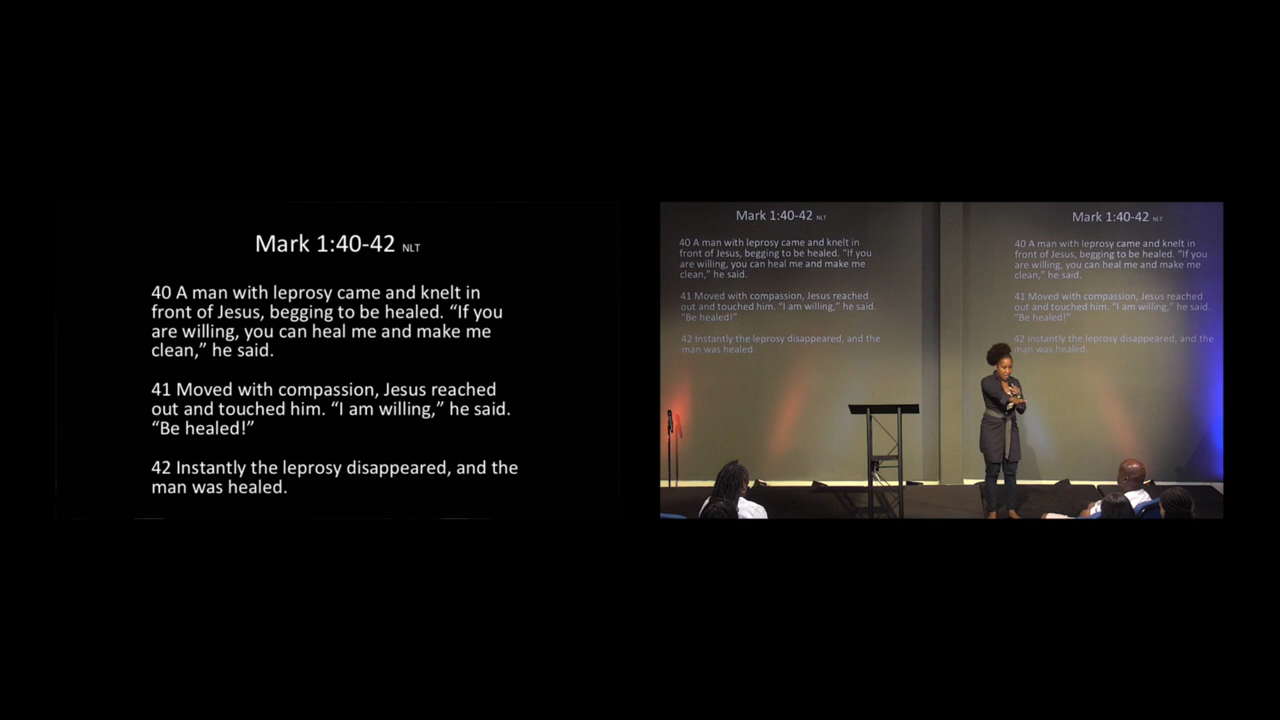 Mark 1:40-42 NLT
40 A man with leprosy came and knelt in
front of Jesus, begging to be healed. “If you
are willing, you can heal me and make me
clean,” he said.
41 Moved with compassion, Jesus reached
out and touched him. “I am willing,” he said.
“Be healed!”
42 Instantly the leprosy disappeared, and the
man was healed.
Mark 1:40-42 NLT
40 A man with leprosy came and knelt in
front of Jesus, begging to be healed. “If you
are willing, you can heal me and make me
clean,” he said.
41 Moved with compassion, Jesus reached
out and touched him. “I am willing,” he said.
“Be healed!”
42 Instantly the leprosy disappeared, and the
man was healed.
Mark 1:40-42 NLT
40 A man with leprosy came and knelt in
front of Jesus, begging to be healed. “If you
are willing, you can heal me and make me
clean,” he said.
41 Moved with compassion, Jesus reached
out and touched him. “I am willing,” he said.
“Be healed!”
42 Instantly the leprosy disappeared, and the
man was healed.